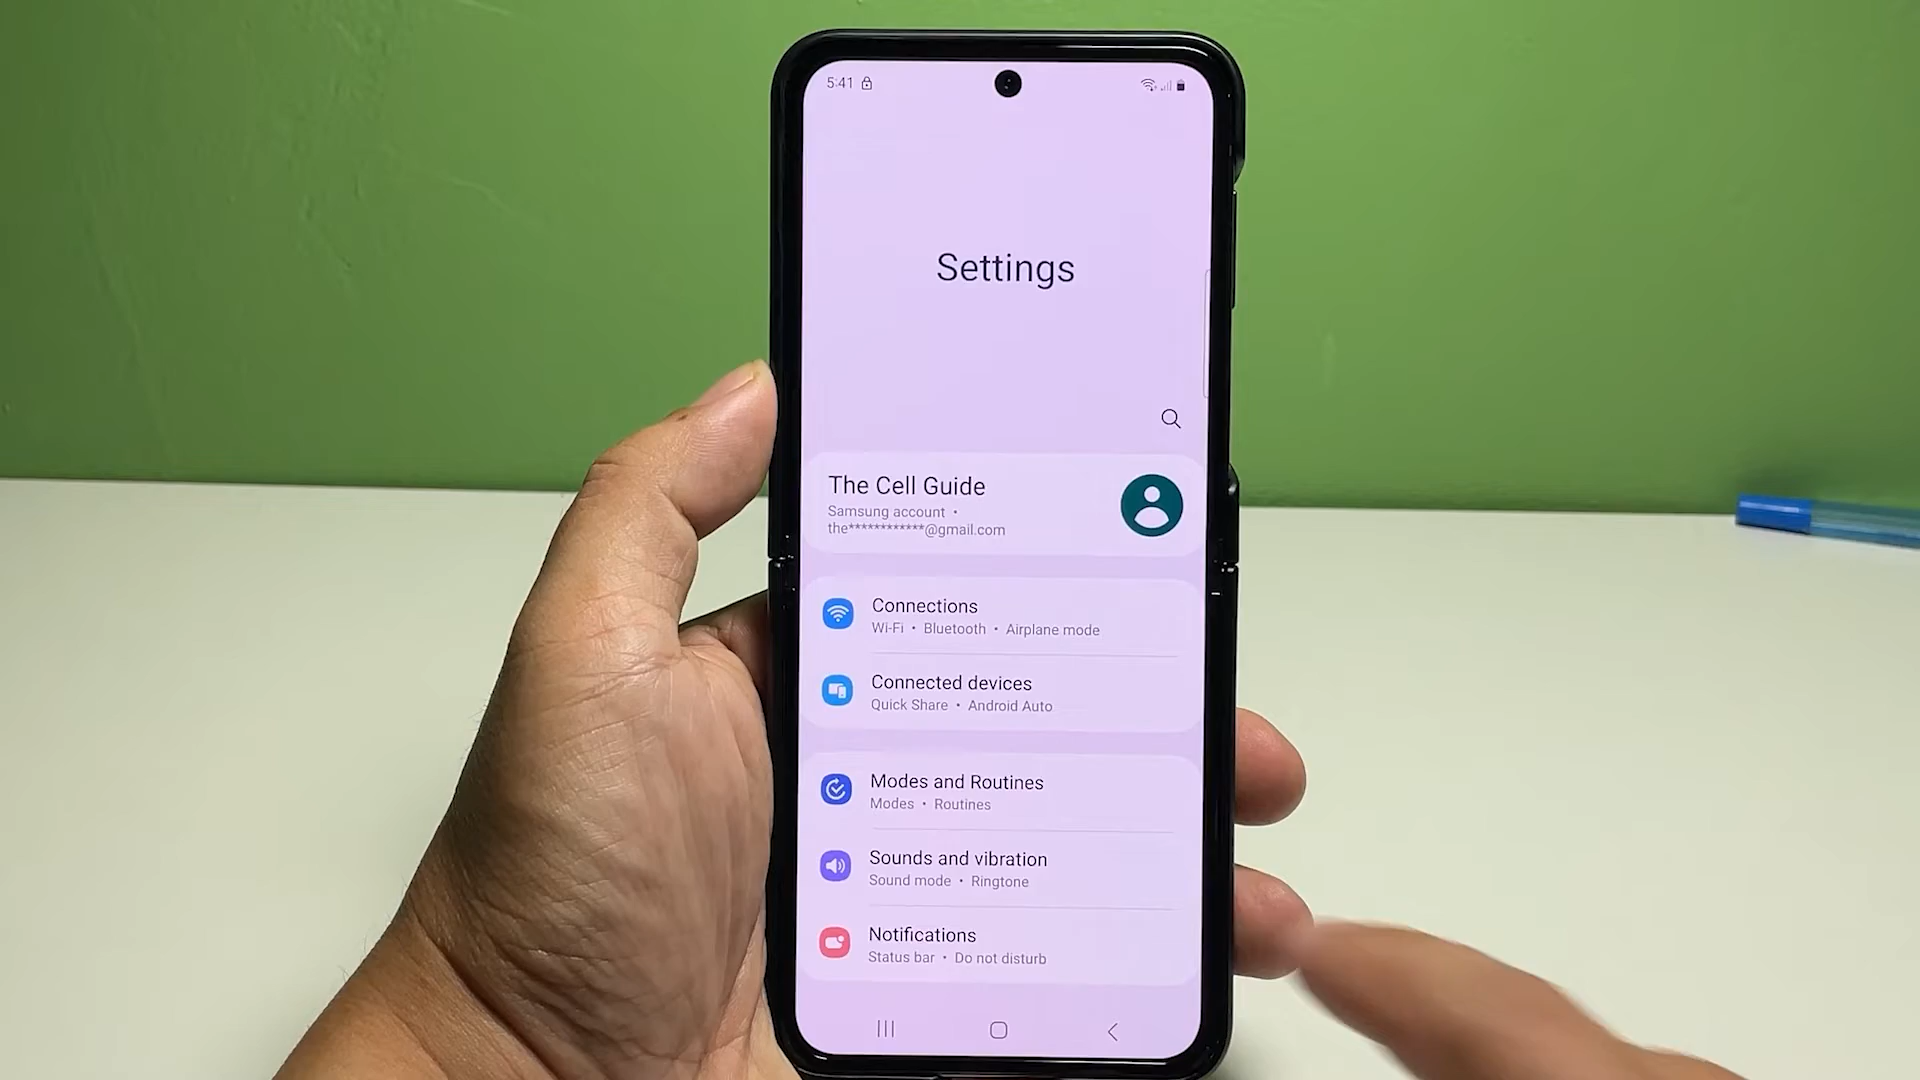 5:41
Settings
The Cell Guide
Samsung account •
the************@gmail.com
Connections
Wi-Fi • Bluetooth • Airplane mode
Connected devices
Quick Share • Android Auto
Modes and Routines
Modes • Routines
Sounds and vibration
Sound mode • Ringtone
Notifications
Status bar • Do not disturb